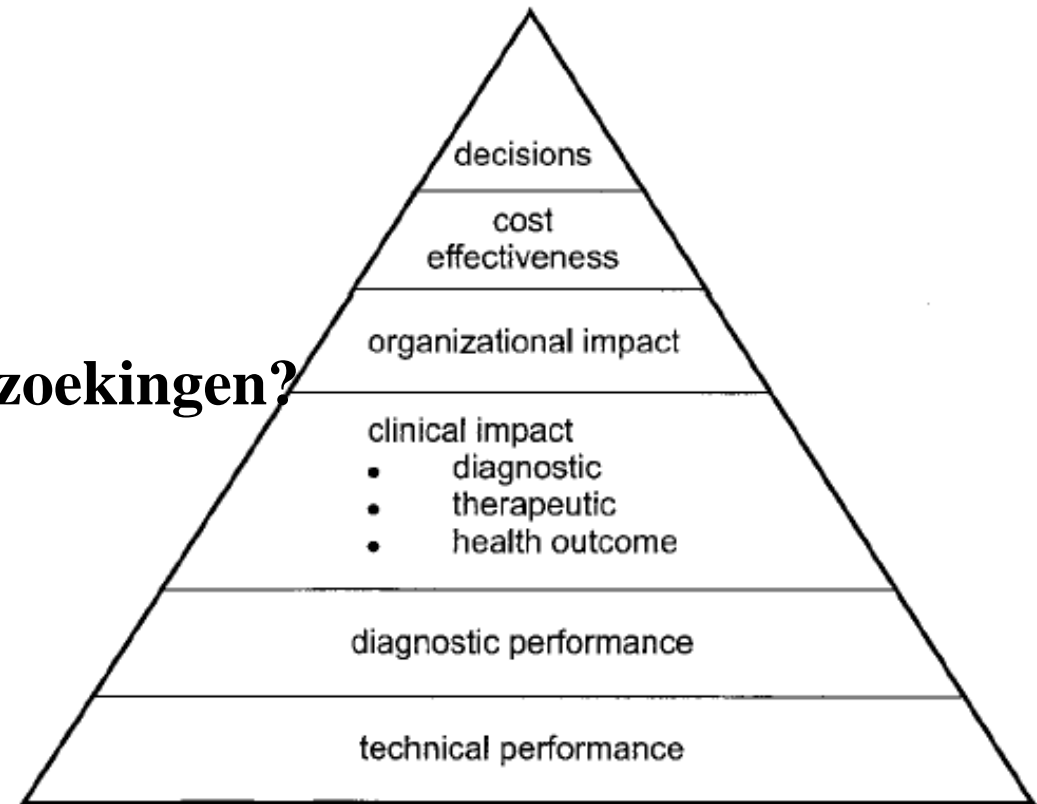 decisions
cost
effectiveness
organizational impact
zoekingen?
clinical impact
• diagnostic
• therapeutic
• health outcome
diagnostic performance
technical performance